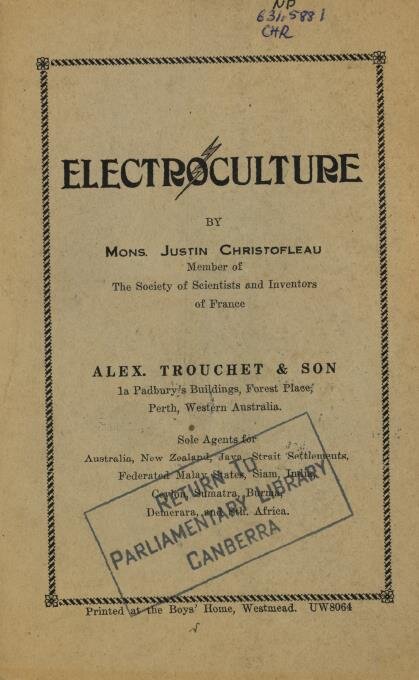 NP
631.5881
CHR
ELECTROCULTURE
BY
MONS. JUSTIN CHRISTOFLEAU
Member of
The Society of Scientists and Inventors
of France
ALEX. TROUCHET & SON
1a Padbury's Buildings, Forest Place,
Perth, Western Australia.
Sole Agents for
Australia, New Zealand, Java, Strait Settlements,
Federated Malay States, Siam, India,
Ceylon, Sumatra, Burma,
Demerara, and Sth. Africa.
RETURN TO
PARLIAMENTARY LIBRARY
CANBERRA
Printed at the Boys' Home, Westmead. UW8064